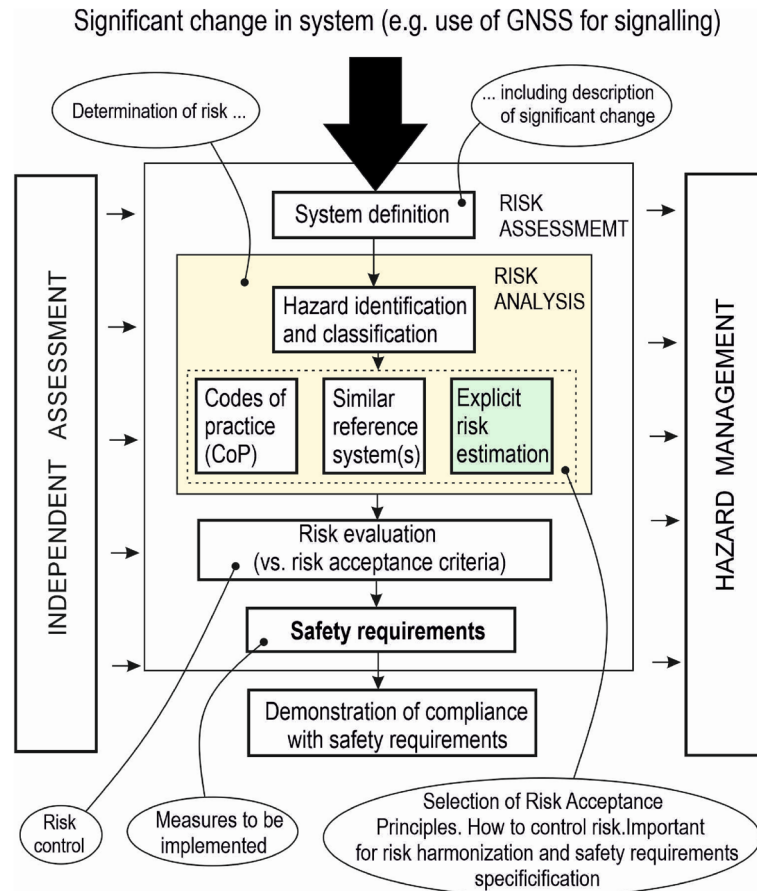 Significant change in system (e.g. use of GNSS for signalling)
Determination of risk ...
... including description
of significant change
System definition
RISK
ASSESSMEMT
RISK
ANALYSIS
Hazard identification
and classification
Codes of
practice
(CoP)
Similar
reference
system(s)
Explicit
risk
estimation
INDEPENDENT ASSESSMENT
HAZARD MANAGEMENT
Risk evaluation
(vs. risk acceptance criteria)
Safety requirements
Demonstration of compliance
with safety requirements
Risk
control
Measures to be
implemented
Selection of Risk Acceptance
Principles. How to control risk.Important
for risk harmonization and safety requirements
specificification